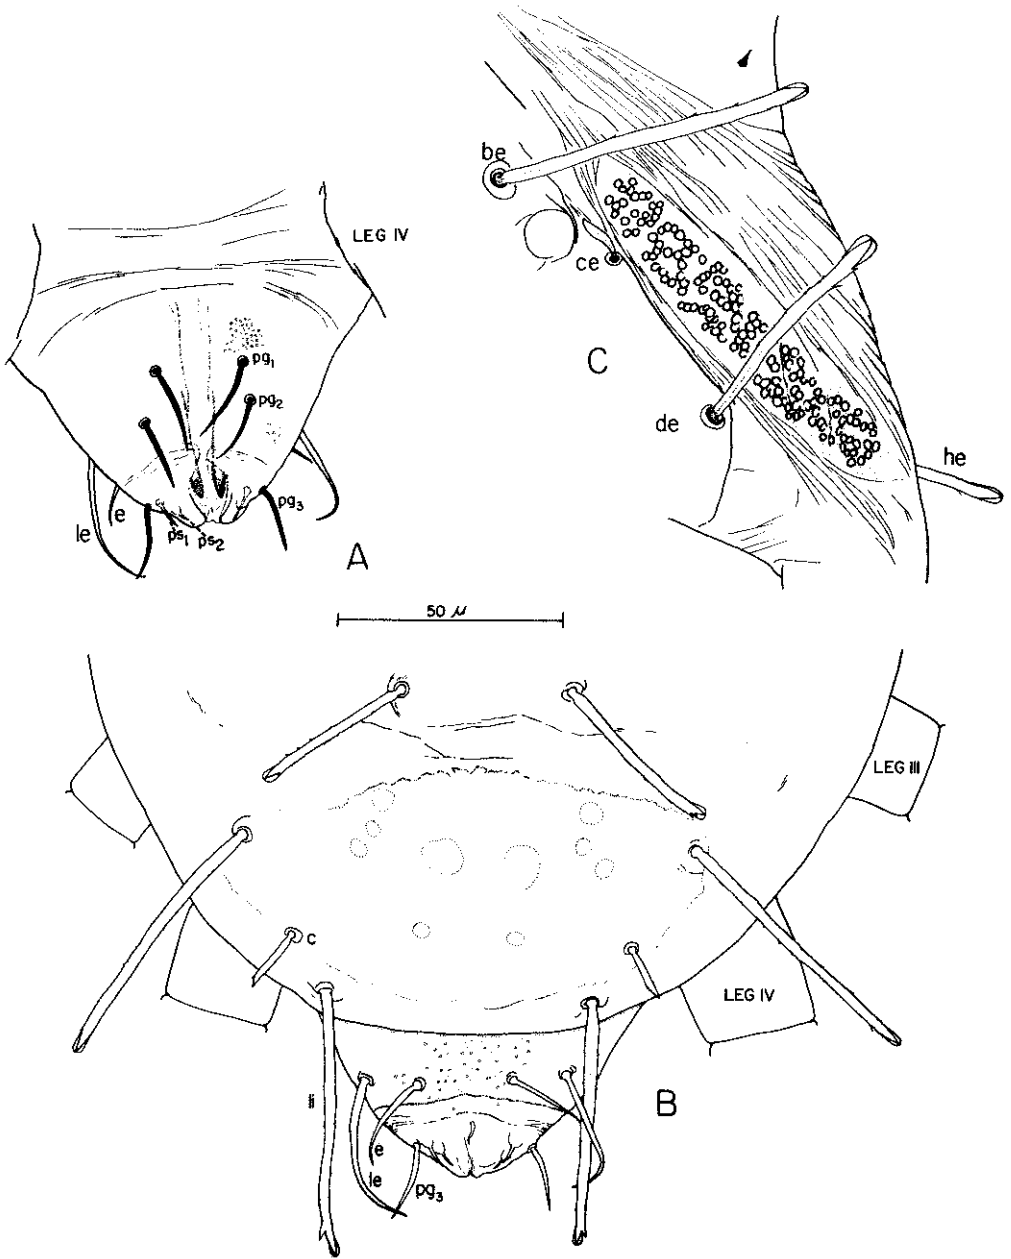 be
LEG IV
ce
pg₁
C
pg₂
de
he
e
pg₃
le
ps₁ ps₂
A
50 μ
LEG III
c
LEG IV
li
B
e
le
pg₃